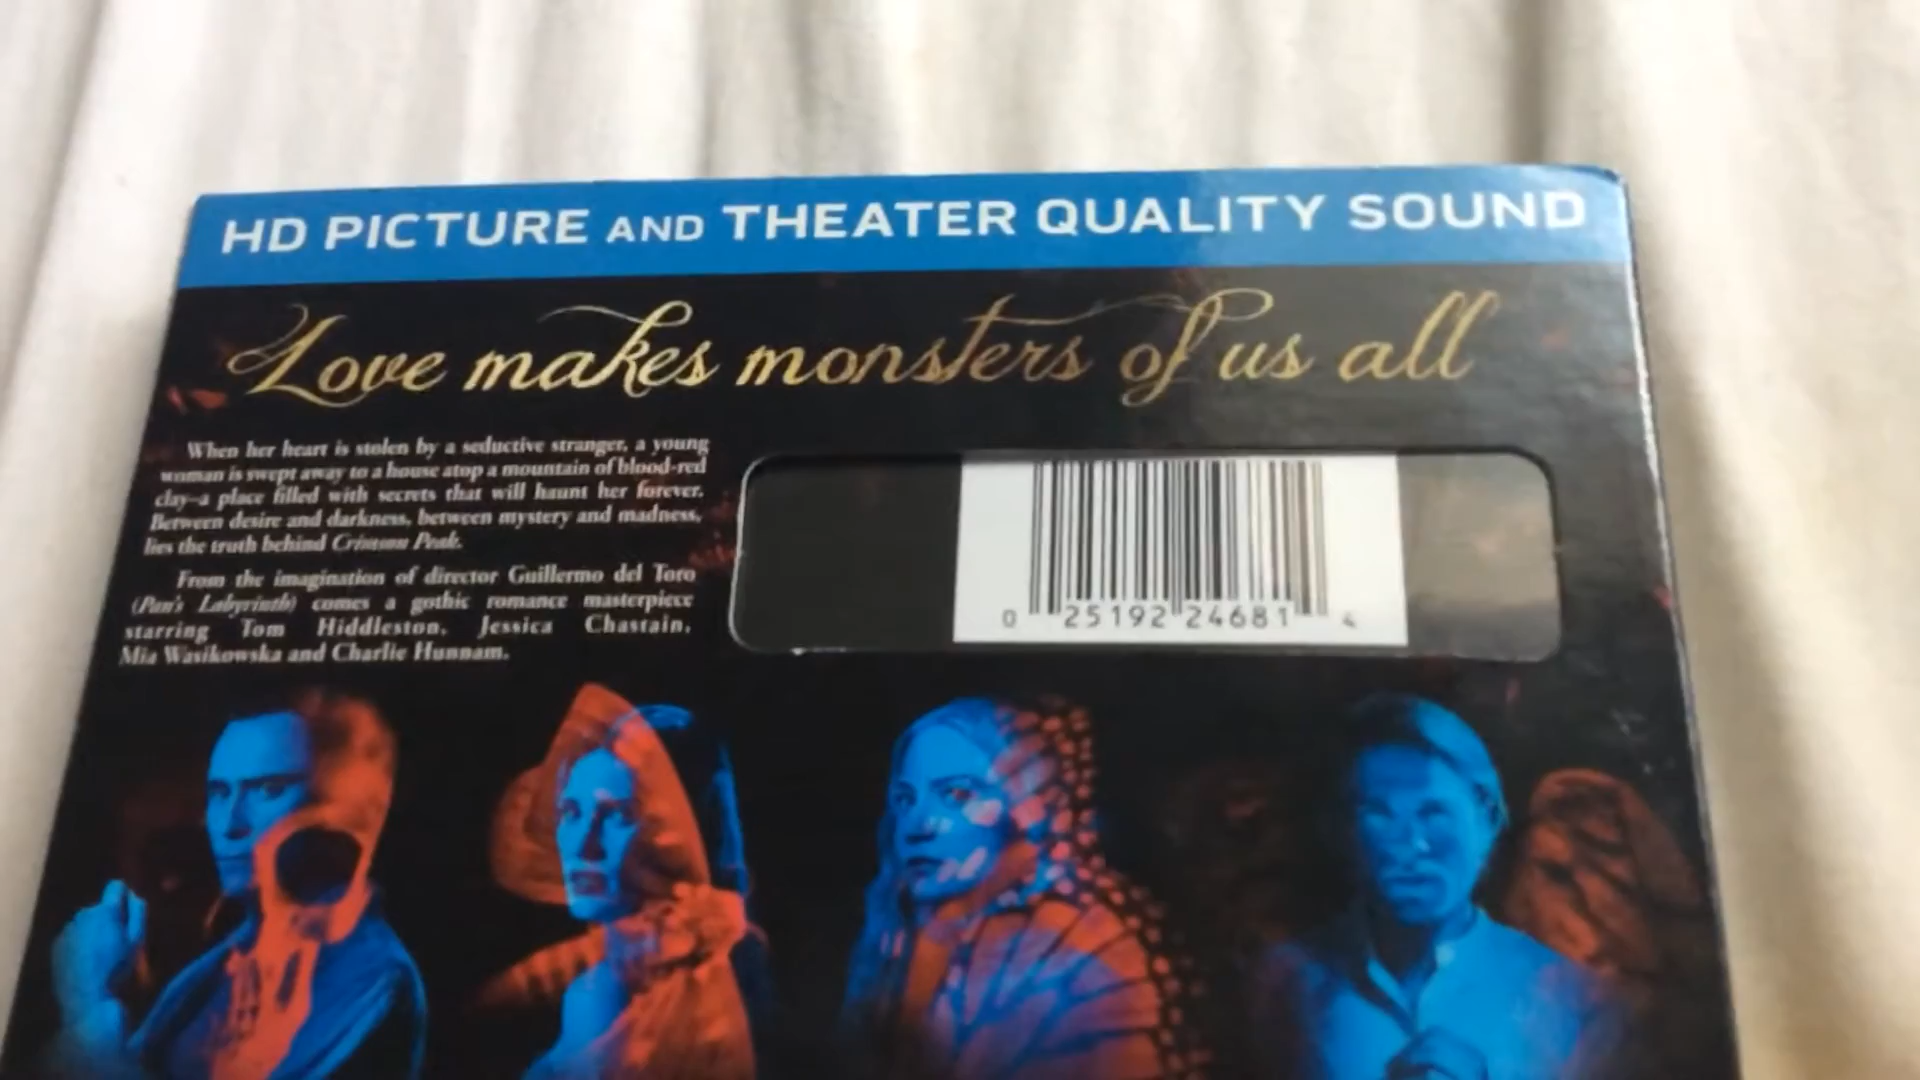 HD PICTURE AND THEATER QUALITY SOUND
Love makes monsters of us all
When her heart is stolen by a seductive stranger, a young
woman is swept away to a house atop a mountain of blood-red
clay–a place filled with secrets that will haunt her forever.
Between desire and darkness, between mystery and madness,
lies the truth behind Crimson Peak.
From the imagination of director Guillermo del Toro
(Pan's Labyrinth) comes a gothic romance masterpiece
starring Tom Hiddleston, Jessica Chastain,
Mia Wasikowska and Charlie Hunnam.
0 25192 24681 4